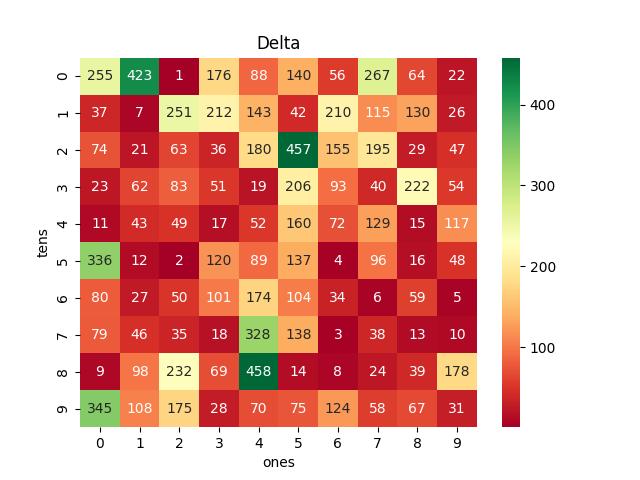 Delta
0 255 423 1 176 88 140 56 267 64 22
1 37 7 251 212 143 42 210 115 130 26
2 74 21 63 36 180 457 155 195 29 47
3 23 62 83 51 19 206 93 40 222 54
4 11 43 49 17 52 160 72 129 15 117
5 336 12 2 120 89 137 4 96 16 48
6 80 27 50 101 174 104 34 6 59 5
7 79 46 35 18 328 138 3 38 13 10
8 9 98 232 69 458 14 8 24 39 178
9 345 108 175 28 70 75 124 58 67 31
0 1 2 3 4 5 6 7 8 9
ones
tens
400
300
200
100